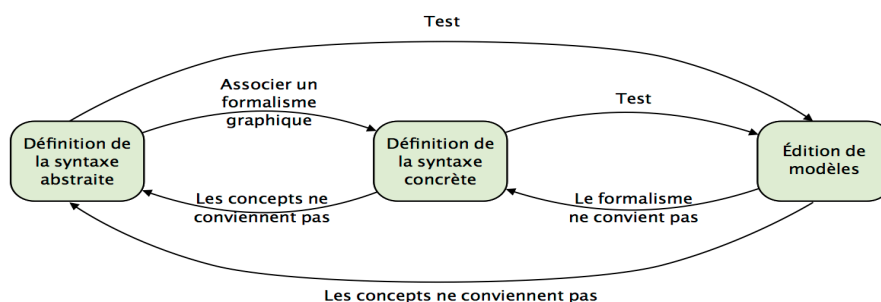 Test
Associer un
formalisme
graphique
Test
Définition de
la syntaxe
abstraite
Définition de
la syntaxe
concrète
Édition de
modèles
Les concepts ne
conviennent pas
Le formalisme
ne convient pas
Les concepts ne conviennent pas